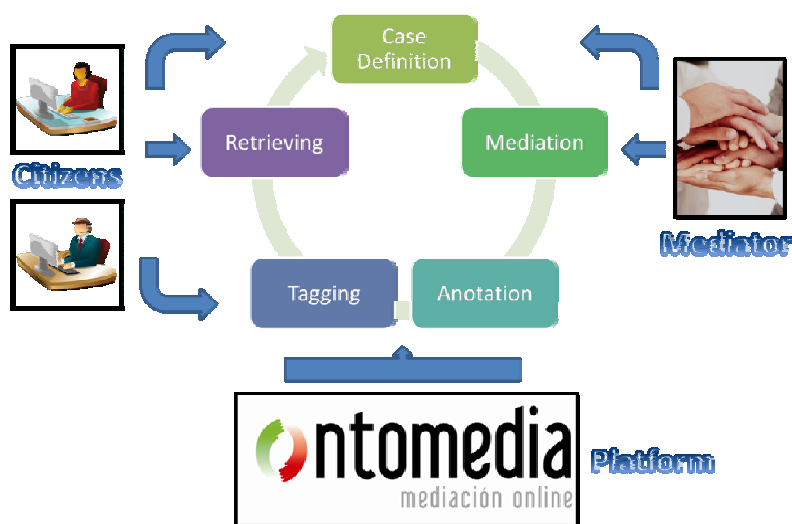 Case
Definition
Retrieving
Mediation
Citizens
Mediator
Tagging
Anotation
ntomedia
mediación online
Platform